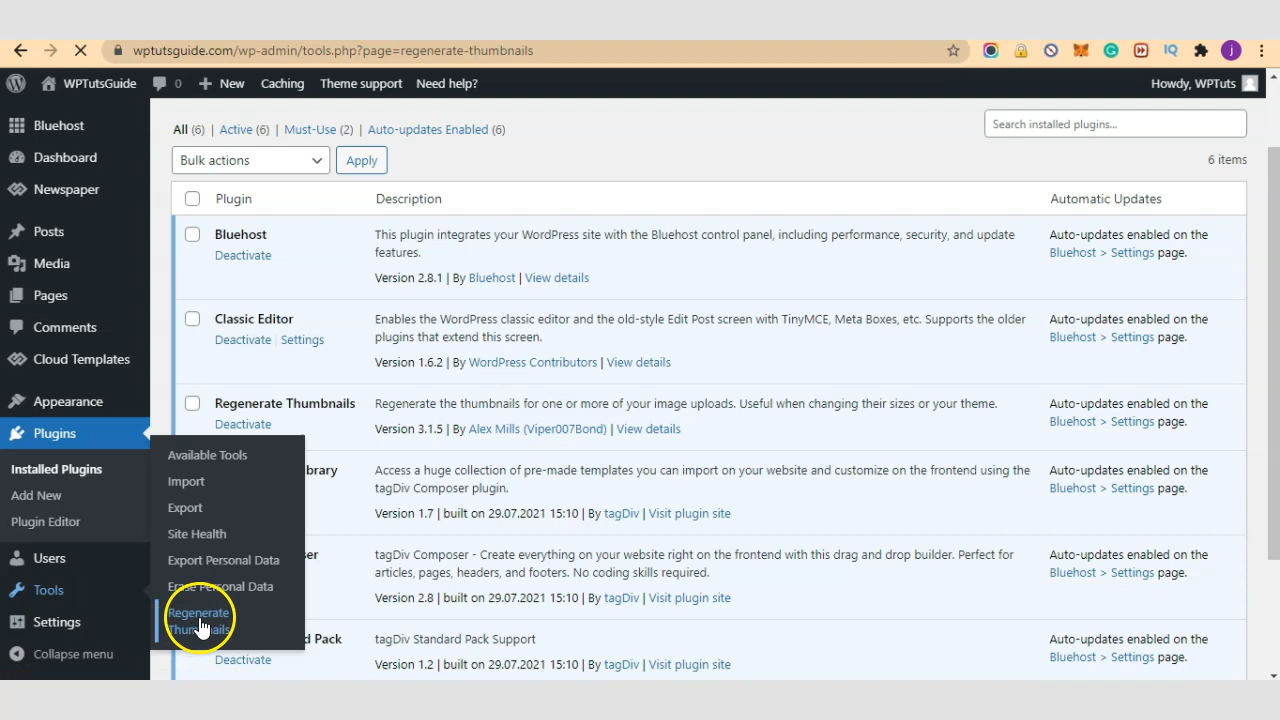 wptutsguide.com/wp-admin/tools.php?page=regenerate-thumbnails
j
WPTutsGuide 0 New Caching Theme support Need help? Howdy, WPTuts
Bluehost
Dashboard
Newspaper
Posts
Media
Pages
Comments
Cloud Templates
Appearance
Plugins
Installed Plugins
Add New
Plugin Editor
Users
Tools
Settings
Collapse menu
Available Tools
Import
Export
Site Health
Export Personal Data
Erase Personal Data
Regenerate
Thumbnails
All (6) | Active (6) | Must-Use (2) | Auto-updates Enabled (6)
Search installed plugins...
Bulk actions Apply
6 items
Plugin Description Automatic Updates
Bluehost
Deactivate
This plugin integrates your WordPress site with the Bluehost control panel, including performance, security, and update
features.
Version 2.8.1 | By Bluehost | View details
Auto-updates enabled on the
Bluehost > Settings page.
Classic Editor
Deactivate | Settings
Enables the WordPress classic editor and the old-style Edit Post screen with TinyMCE, Meta Boxes, etc. Supports the older
plugins that extend this screen.
Version 1.6.2 | By WordPress Contributors | View details
Auto-updates enabled on the
Bluehost > Settings page.
Regenerate Thumbnails
Deactivate
Regenerate the thumbnails for one or more of your image uploads. Useful when changing their sizes or your theme.
Version 3.1.5 | By Alex Mills (Viper007Bond) | View details
Auto-updates enabled on the
Bluehost > Settings page.
brary
Access a huge collection of pre-made templates you can import on your website and customize on the frontend using the
tagDiv Composer plugin.
Version 1.7 | built on 29.07.2021 15:10 | By tagDiv | Visit plugin site
Auto-updates enabled on the
Bluehost > Settings page.
ser
tagDiv Composer - Create everything on your website right on the frontend with this drag and drop builder. Perfect for
articles, pages, headers, and footers. No coding skills required.
Version 2.8 | built on 29.07.2021 15:10 | By tagDiv | Visit plugin site
Auto-updates enabled on the
Bluehost > Settings page.
d Pack
Deactivate
tagDiv Standard Pack Support
Version 1.2 | built on 29.07.2021 15:10 | By tagDiv | Visit plugin site
Auto-updates enabled on the
Bluehost > Settings page.